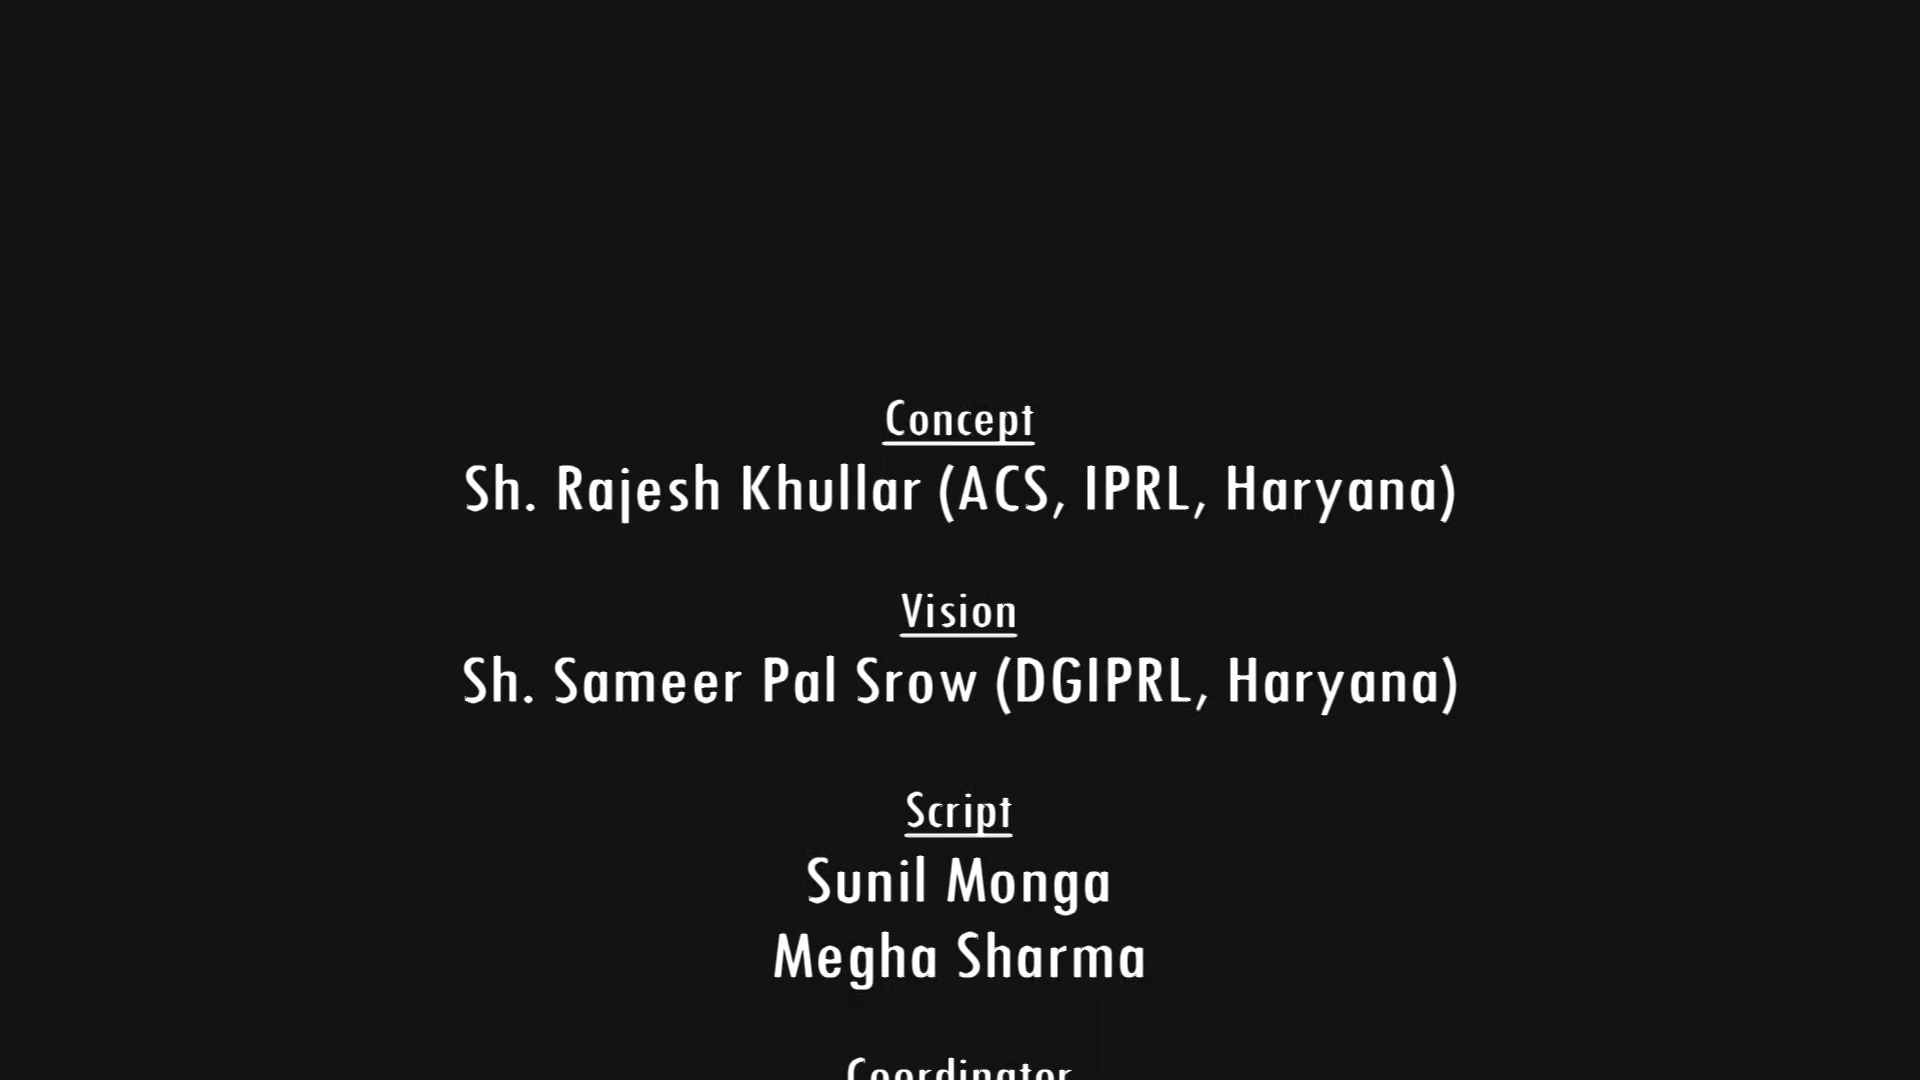 Concept
Sh. Rajesh Khullar (ACS, IPRL, Haryana)
Vision
Sh. Sameer Pal Srow (DGIPRL, Haryana)
Script
Sunil Monga
Megha Sharma
Coordinator